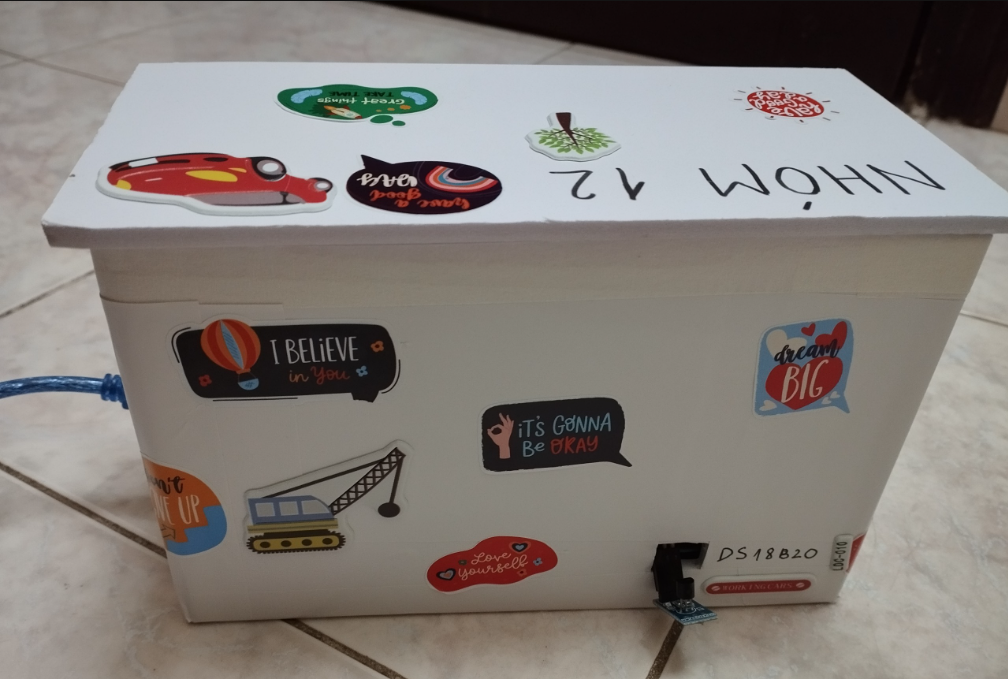 Great things
TAKE TIME
have a
good
DAY
NHÓM 12
I BELIEVE
in you
IT'S GONNA
Be OKAY
dream
BIG
UP
Love
yourself
DS18B20